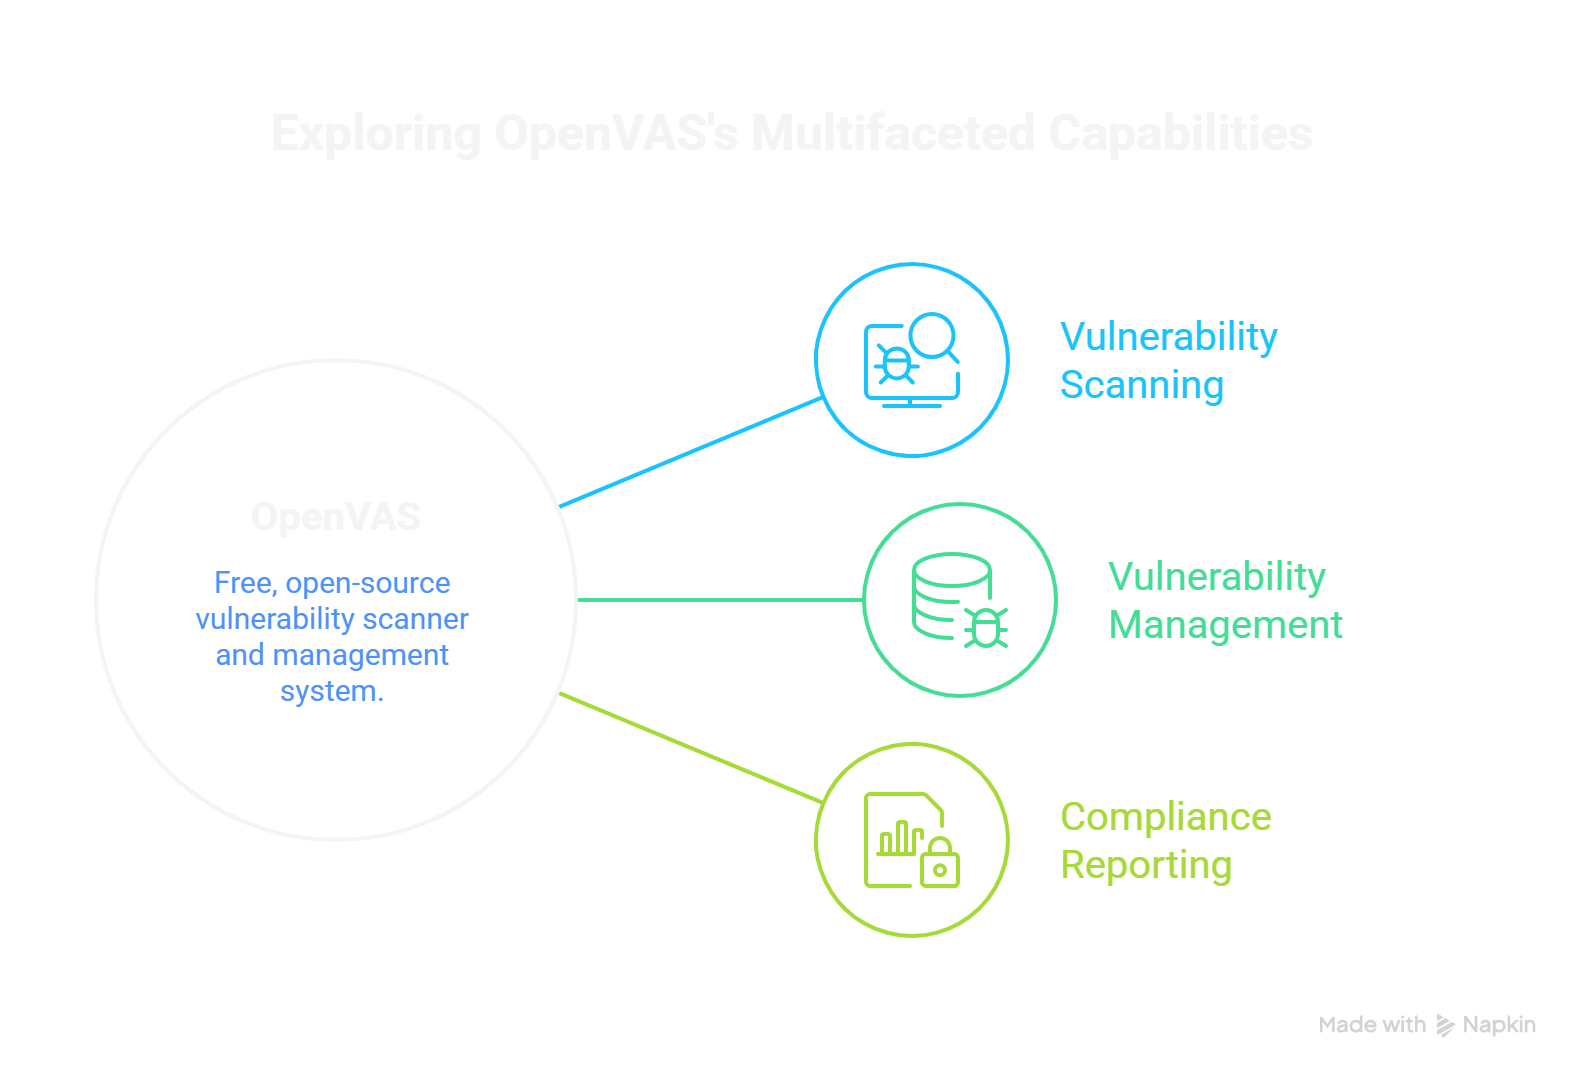 Exploring OpenVAS's Multifaceted Capabilities
OpenVAS
Free, open-source
vulnerability scanner
and management
system.
Vulnerability
Scanning
Vulnerability
Management
Compliance
Reporting
Made with Napkin